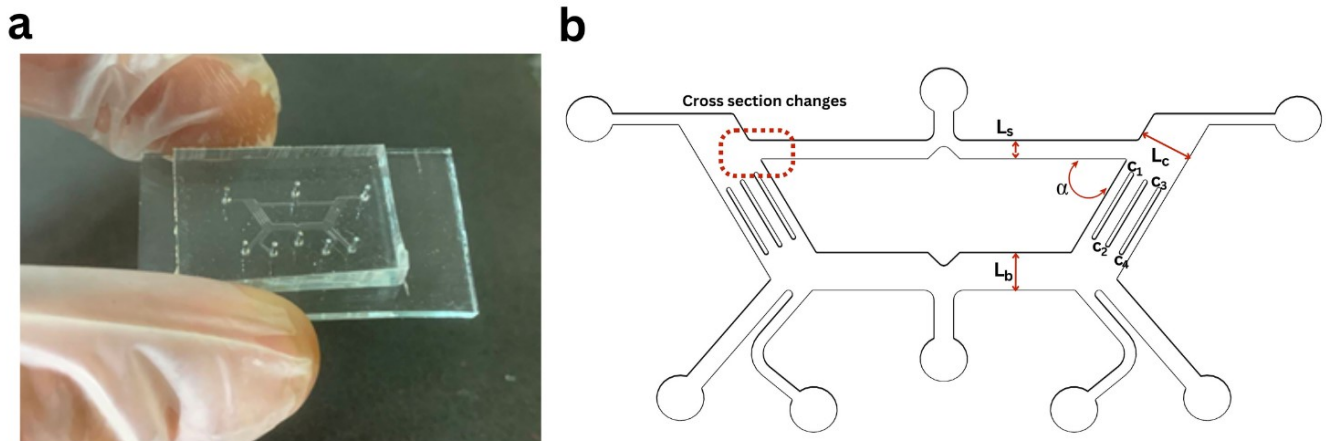 a
b
Cross section changes
Ls
Lc
α
c1
c3
c2
c4
Lb